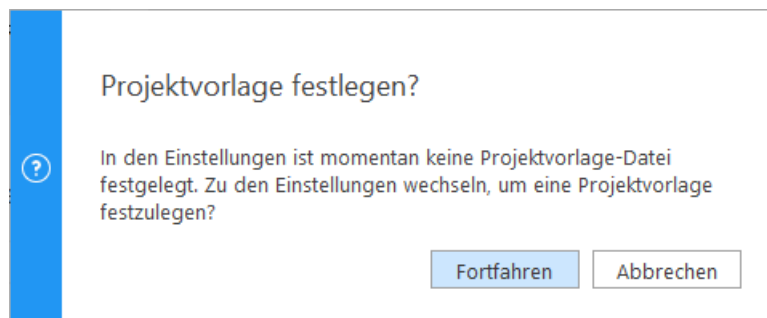 Projektvorlage festlegen?
In den Einstellungen ist momentan keine Projektvorlage-Datei
festgelegt. Zu den Einstellungen wechseln, um eine Projektvorlage
festzulegen?
Fortfahren
Abbrechen